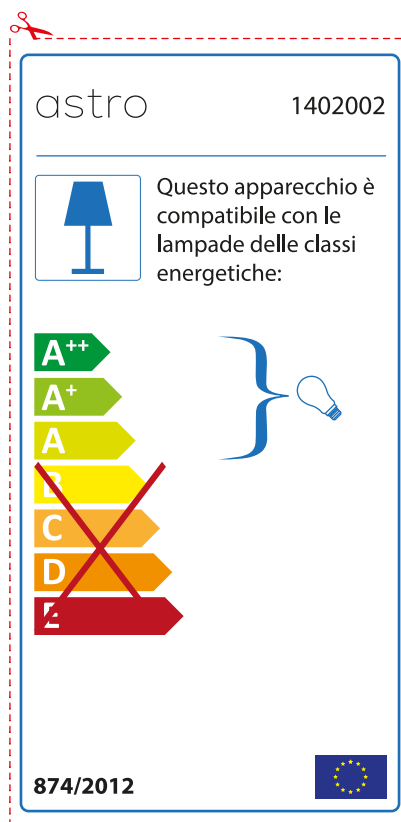 astro
1402002
Questo apparecchio è
compatibile con le
lampade delle classi
energetiche:
A++
A+
A
B
C
D
E
874/2012